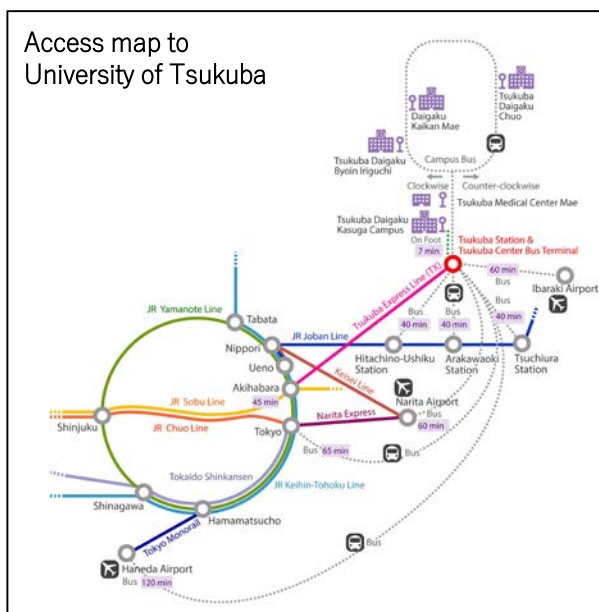 Access map to
University of Tsukuba
Tsukuba
Daigaku
Chuo
Daigaku
Kaikan Mae
Tsukuba Daigaku
Byoin Iriguchi
Campus Bus
Clockwise
Counter-clockwise
Tsukuba Medical Center Mae
Tsukuba Daigaku
Kasuga Campus
On Foot
7 min
Tsukuba Station &
Tsukuba Center Bus Terminal
60 min
Bus
Ibaraki Airport
Tsukuba Express Line (TX)
Bus
40 min
Bus
40 min
Bus
40 min
JR Yamanote Line
Tabata
Nippori
JR Joban Line
Hitachino-Ushiku
Station
Arakawaoki
Station
Tsuchiura
Station
Ueno
Akihabara
45 min
Keisei Line
JR Sobu Line
JR Chuo Line
Shinjuku
Tokyo
Narita Express
Narita Airport
Bus
60 min
Bus 65 min
Bus
Tokaido Shinkansen
JR Keihin-Tohoku Line
Shinagawa
Hamamatsucho
Tokyo Monorail
Haneda Airport
Bus 120 min
Bus